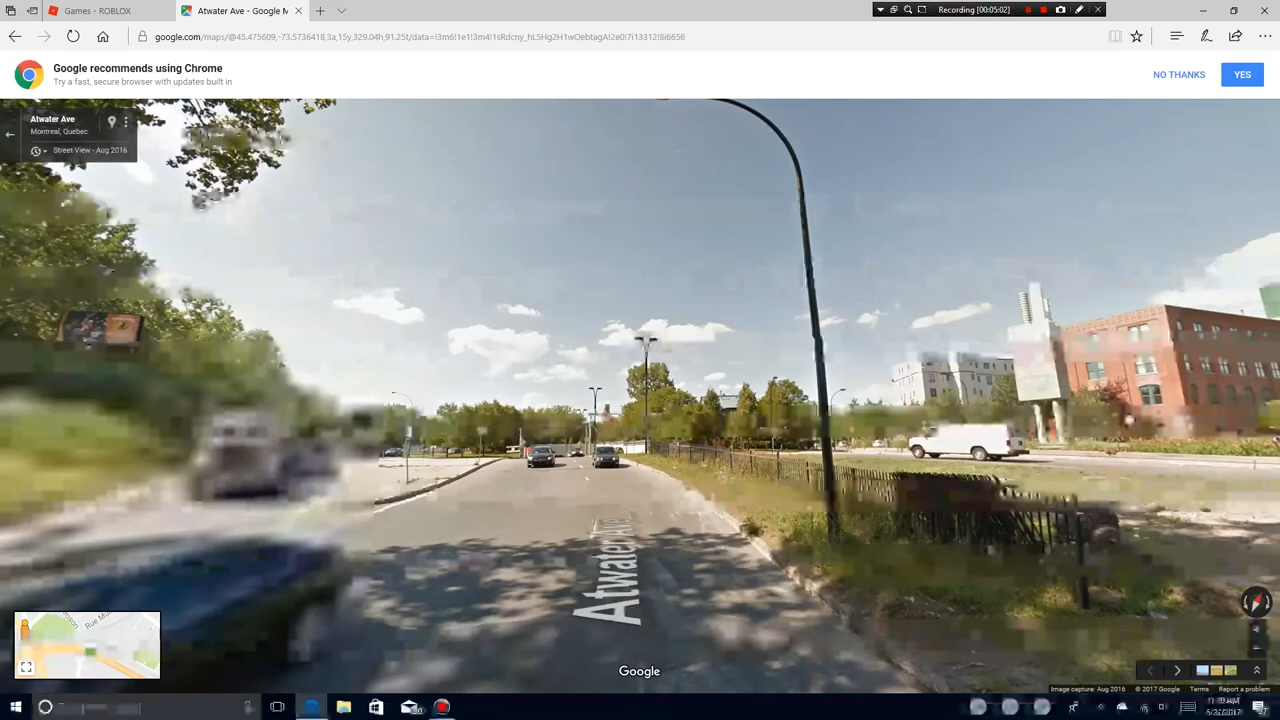 Games - ROBLOX
Atwater Ave - Google M
Recording [00:05:02]
google.com/maps/@45.475609,-73.5736418,3a,15y,329.04h,91.25t/data=!3m6!1e1!3m4!1sRdcny_hL5Hg2H1wOebtagA!2e0!7i13312!8i6656
Google recommends using Chrome
Try a fast, secure browser with updates built in
NO THANKS
YES
Atwater Ave
Montreal, Quebec
Street View - Aug 2016
Atwater Ave
Google
Image capture: Aug 2016 © 2017 Google Terms Report a problem